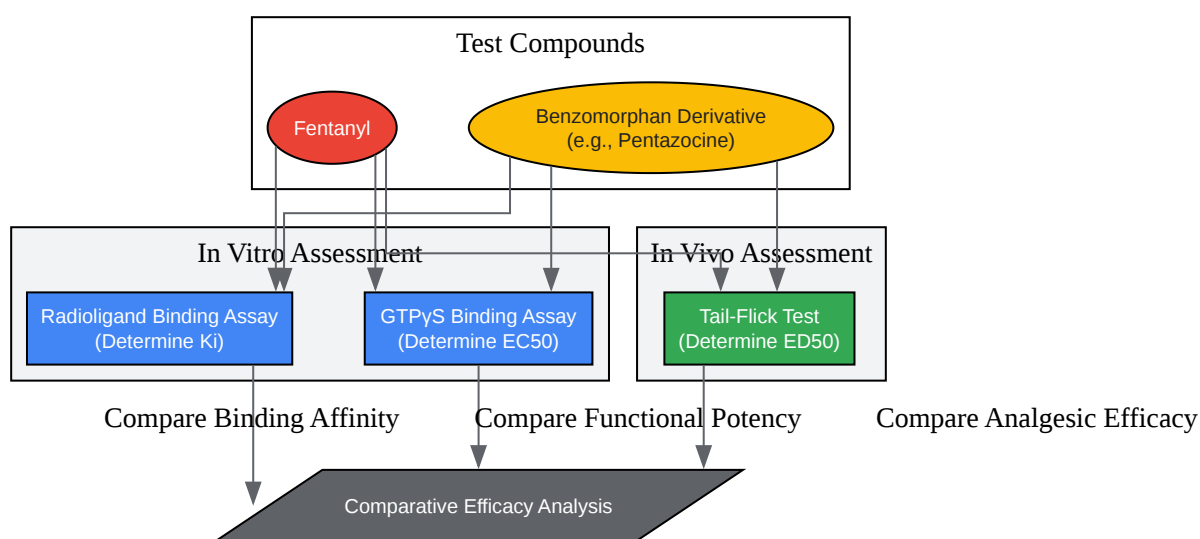 Test Compounds
Fentanyl
Benzomorphan Derivative
(e.g., Pentazocine)
In Vitro Assessment
In Vivo Assessment
Radioligand Binding Assay
(Determine Ki)
GTPγS Binding Assay
(Determine EC50)
Tail-Flick Test
(Determine ED50)
Compare Binding Affinity
Compare Functional Potency
Compare Analgesic Efficacy
Comparative Efficacy Analysis